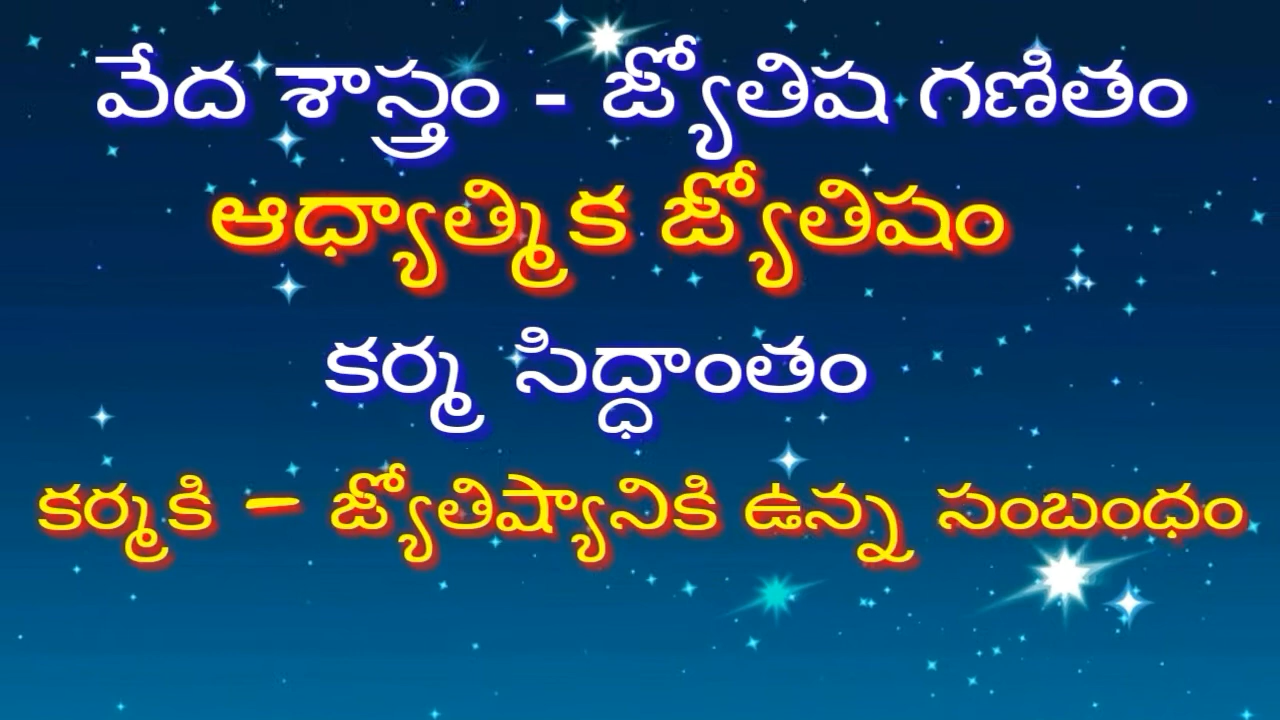 వేద శాస్త్రం - జ్యోతిష గణితం
ఆధ్యాత్మిక జ్యోతిషం
కర్మ సిద్ధాంతం
కర్మకి – జ్యోతిష్యానికి ఉన్న సంబంధం